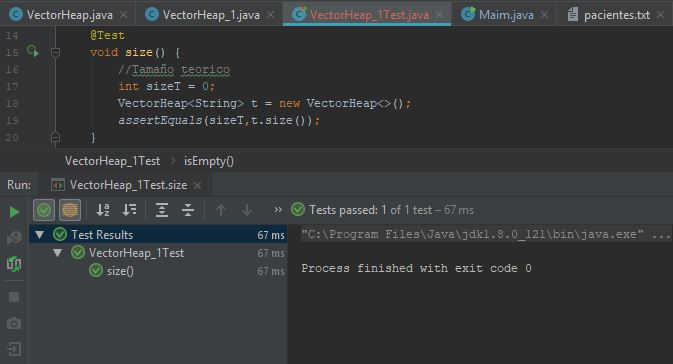 VectorHeap.java × VectorHeap_1.java × VectorHeap_1Test.java × Maim.java × pacientes.txt ×
14 @Test
15 void size() {
16 //Tamaño teorico
17 int sizeT = 0;
18 VectorHeap<String> t = new VectorHeap<>();
19 assertEquals(sizeT,t.size());
20 }
VectorHeap_1Test › isEmpty()
Run: VectorHeap_1Test.size ×
» Tests passed: 1 of 1 test – 67 ms
Test Results 67 ms
VectorHeap_1Test 67 ms
size() 67 ms
"C:\Program Files\Java\jdk1.8.0_121\bin\java.exe" ...
Process finished with exit code 0